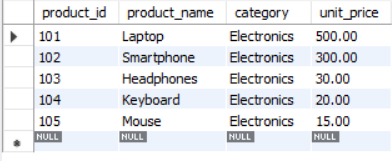 product_id product_name category unit_price
101 Laptop Electronics 500.00
102 Smartphone Electronics 300.00
103 Headphones Electronics 30.00
104 Keyboard Electronics 20.00
105 Mouse Electronics 15.00
NULL NULL NULL NULL